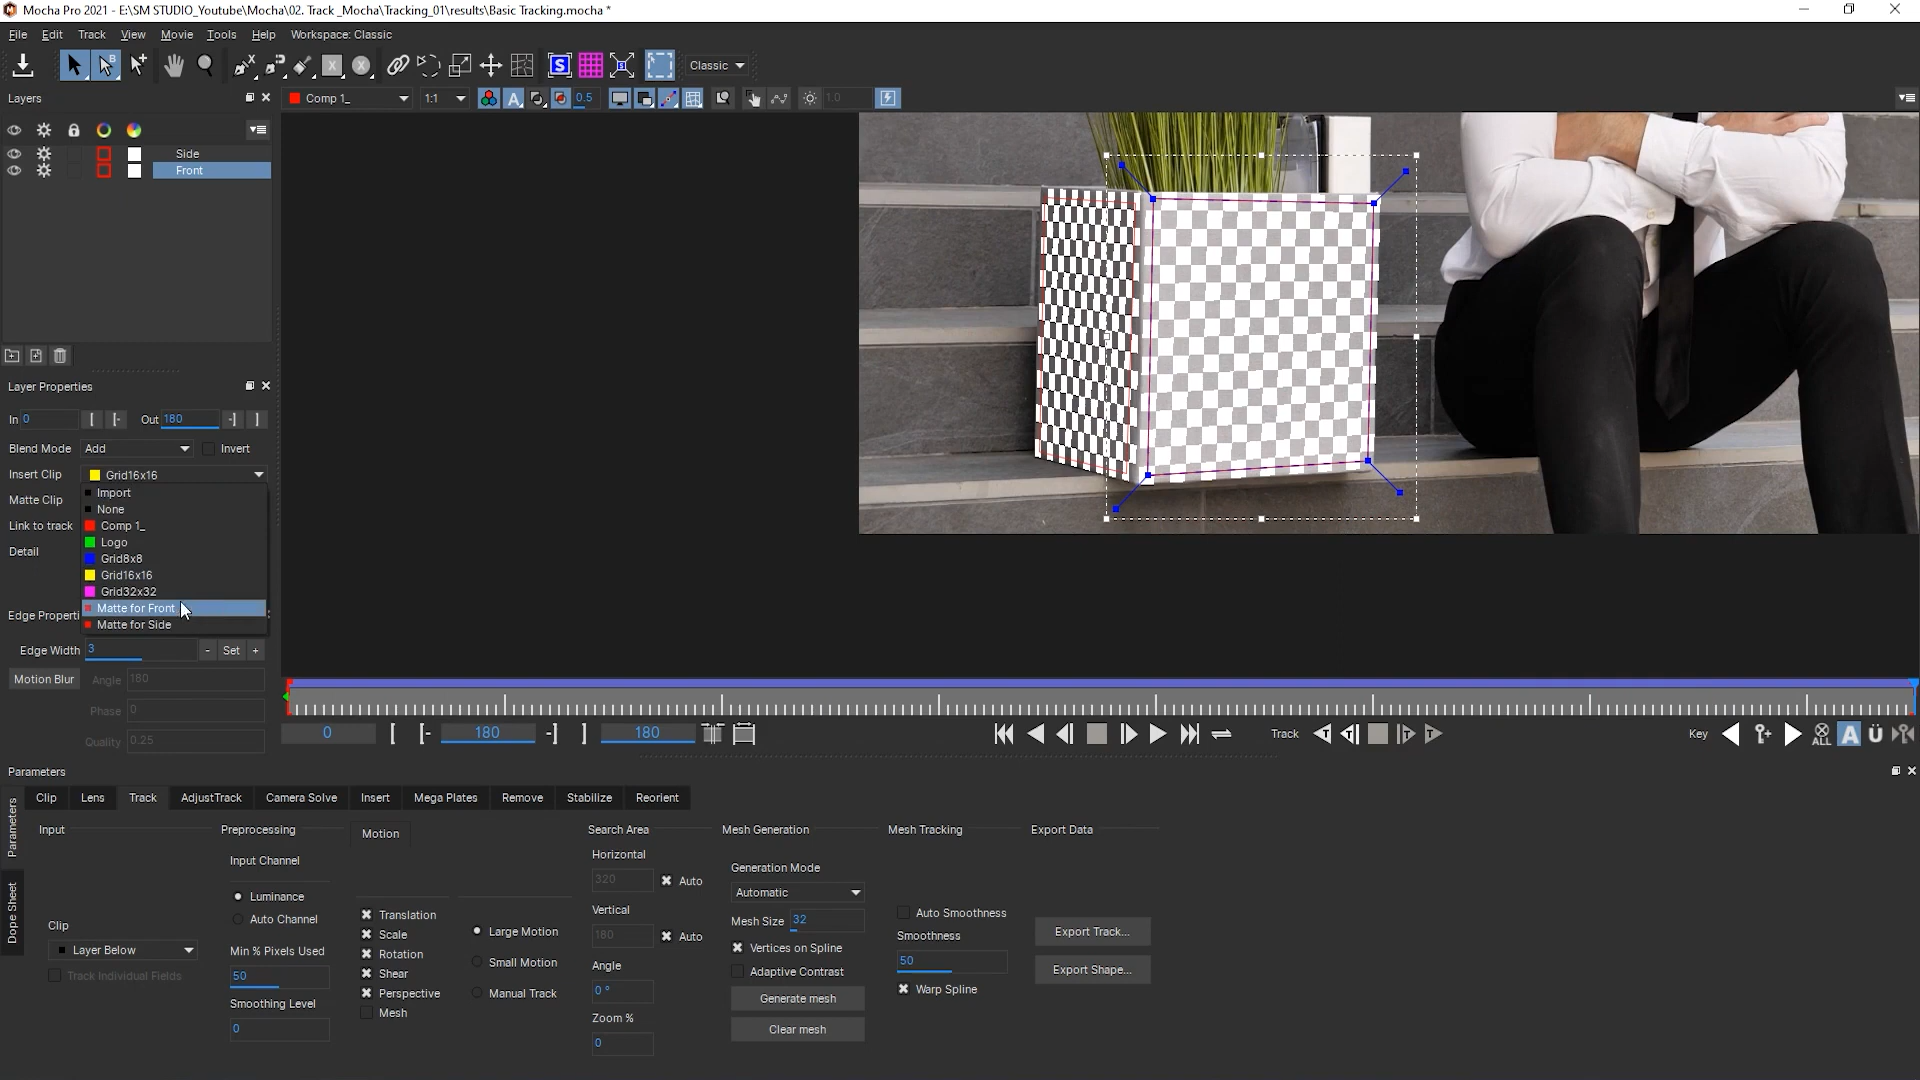 Mocha Pro 2021 - E:\SM STUDIO_Youtube\Mocha\02. Track _Mocha\Tracking_01\results\Basic Tracking.mocha *
File Edit Track View Tools Help Workspace: Classic
Classic
Layers
Comp 1_ 1:1 0.5 1.0
Side
Front
Layer Properties
In 0 Out 180
Blend Mode Add Invert
Insert Clip Grid16x16
Matte Clip
Link to track
Detail
Import
None
Comp 1_
Logo
Grid8x8
Grid16x16
Grid32x32
Matte for Front
Matte for Side
Edge Properti
Edge Width 3 - Set +
Motion Blur Angle 180
Phase 0
Quality 0.25
0 180 180 Track Key ALL A Ü
Parameters
Parameters
Dope Sheet
Clip Lens Track AdjustTrack Camera Solve Insert Mega Plates Remove Stabilize Reorient
Input
Clip
Layer Below
Track Individual Fields
Preprocessing
Input Channel
Luminance
Auto Channel
Min % Pixels Used
50
Smoothing Level
0
Motion
Translation
Scale
Rotation
Shear
Perspective
Mesh
Large Motion
Small Motion
Manual Track
Search Area
Horizontal
320 Auto
Vertical
180 Auto
Angle
0 °
Zoom %
0
Mesh Generation
Generation Mode
Automatic
Mesh Size 32
Vertices on Spline
Adaptive Contrast
Generate mesh
Clear mesh
Mesh Tracking
Auto Smoothness
Smoothness
50
Warp Spline
Export Data
Export Track...
Export Shape...